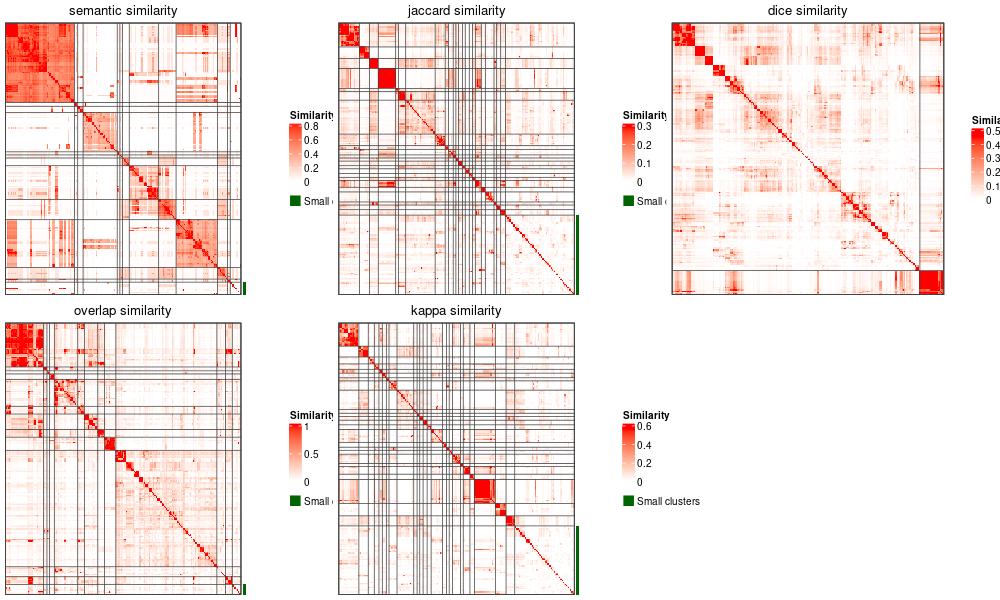 semantic similarity
Similarity
0.8
0.6
0.4
0.2
0
Small
jaccard similarity
Similarity
0.3
0.2
0.1
0
Small
dice similarity
0.5
0.4
0.3
0.2
0.1
0
overlap similarity
Similarity
1
0.5
0
Small
kappa similarity
Similarity
0.6
0.4
0.2
0
Small clusters